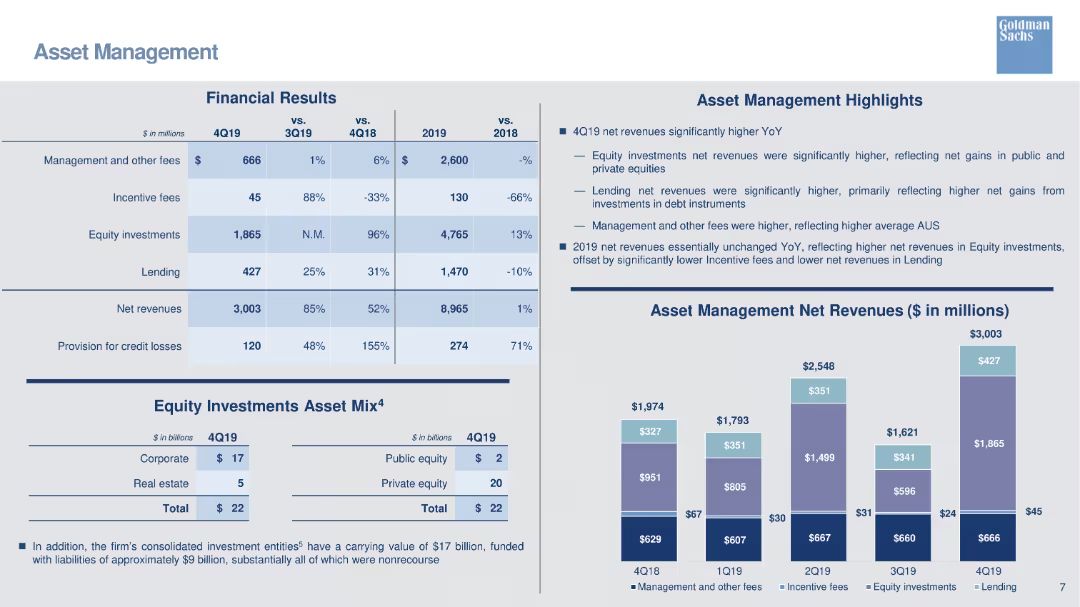 Asset Management
Goldman
Sachs
Financial Results
$ in millions 4Q19 vs. 3Q19 vs. 4Q18 2019 vs. 2018
Management and other fees $ 666 1% 6% $ 2,600 -%
Incentive fees 45 88% -33% 130 -66%
Equity investments 1,865 N.M. 96% 4,765 13%
Lending 427 25% 31% 1,470 -10%
Net revenues 3,003 85% 52% 8,965 1%
Provision for credit losses 120 48% 155% 274 71%
Equity Investments Asset Mix⁴
$ in billions 4Q19
Corporate $ 17
Real estate 5
Total $ 22
$ in billions 4Q19
Public equity $ 2
Private equity 20
Total $ 22
■ In addition, the firm's consolidated investment entities⁵ have a carrying value of $17 billion, funded
with liabilities of approximately $9 billion, substantially all of which were nonrecourse
Asset Management Highlights
■ 4Q19 net revenues significantly higher YoY
— Equity investments net revenues were significantly higher, reflecting net gains in public and
private equities
— Lending net revenues were significantly higher, primarily reflecting higher net gains from
investments in debt instruments
— Management and other fees were higher, reflecting higher average AUS
■ 2019 net revenues essentially unchanged YoY, reflecting higher net revenues in Equity investments,
offset by significantly lower Incentive fees and lower net revenues in Lending
Asset Management Net Revenues ($ in millions)
$1,974
$327
$951
$67
$629
4Q18
$1,793
$351
$805
$30
$607
1Q19
$2,548
$351
$1,499
$31
$667
2Q19
$1,621
$341
$596
$24
$660
3Q19
$3,003
$427
$1,865
$45
$666
4Q19
■Management and other fees ■Incentive fees ■Equity investments ■Lending
7